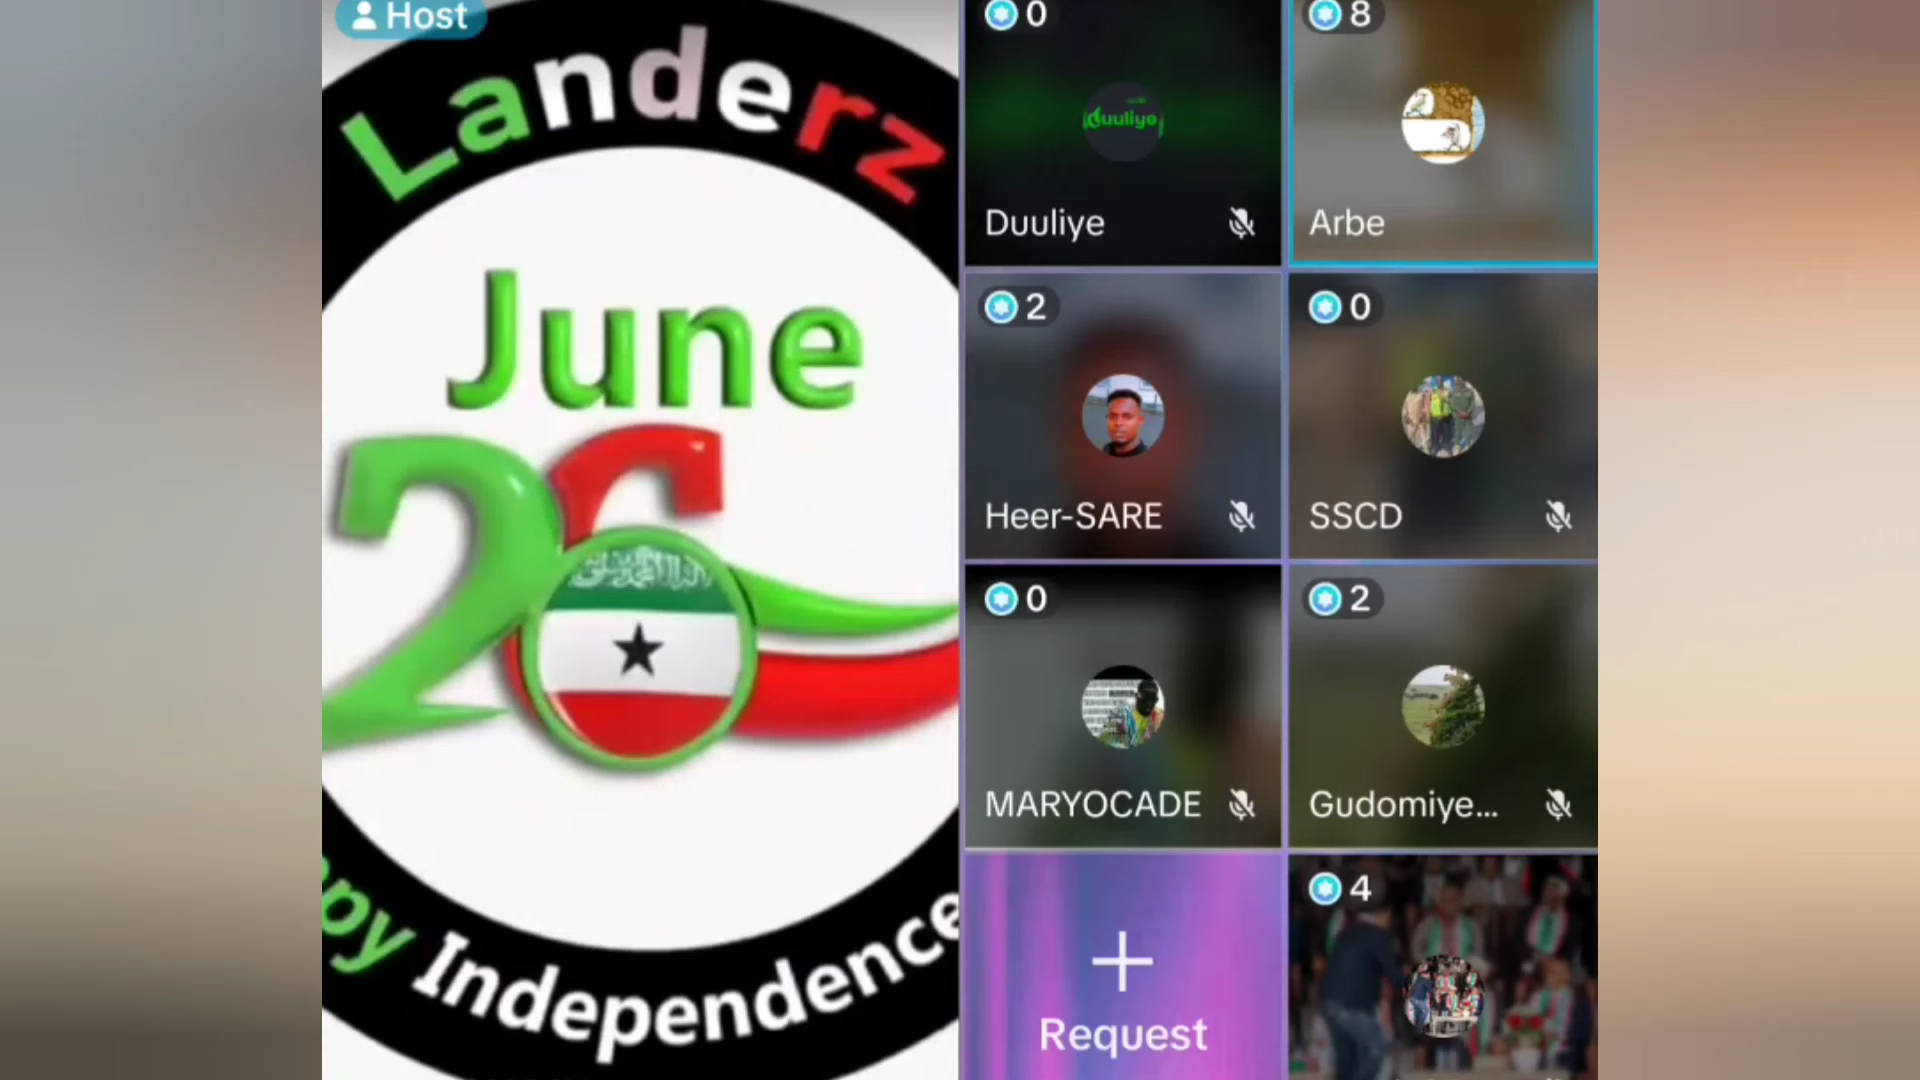 Host
Landerz
June
26
ppy Independence
0
duuliye
Duuliye
8
Arbe
2
Heer-SARE
0
SSCD
0
MARYOCADE
2
Gudomiye...
+
Request
4